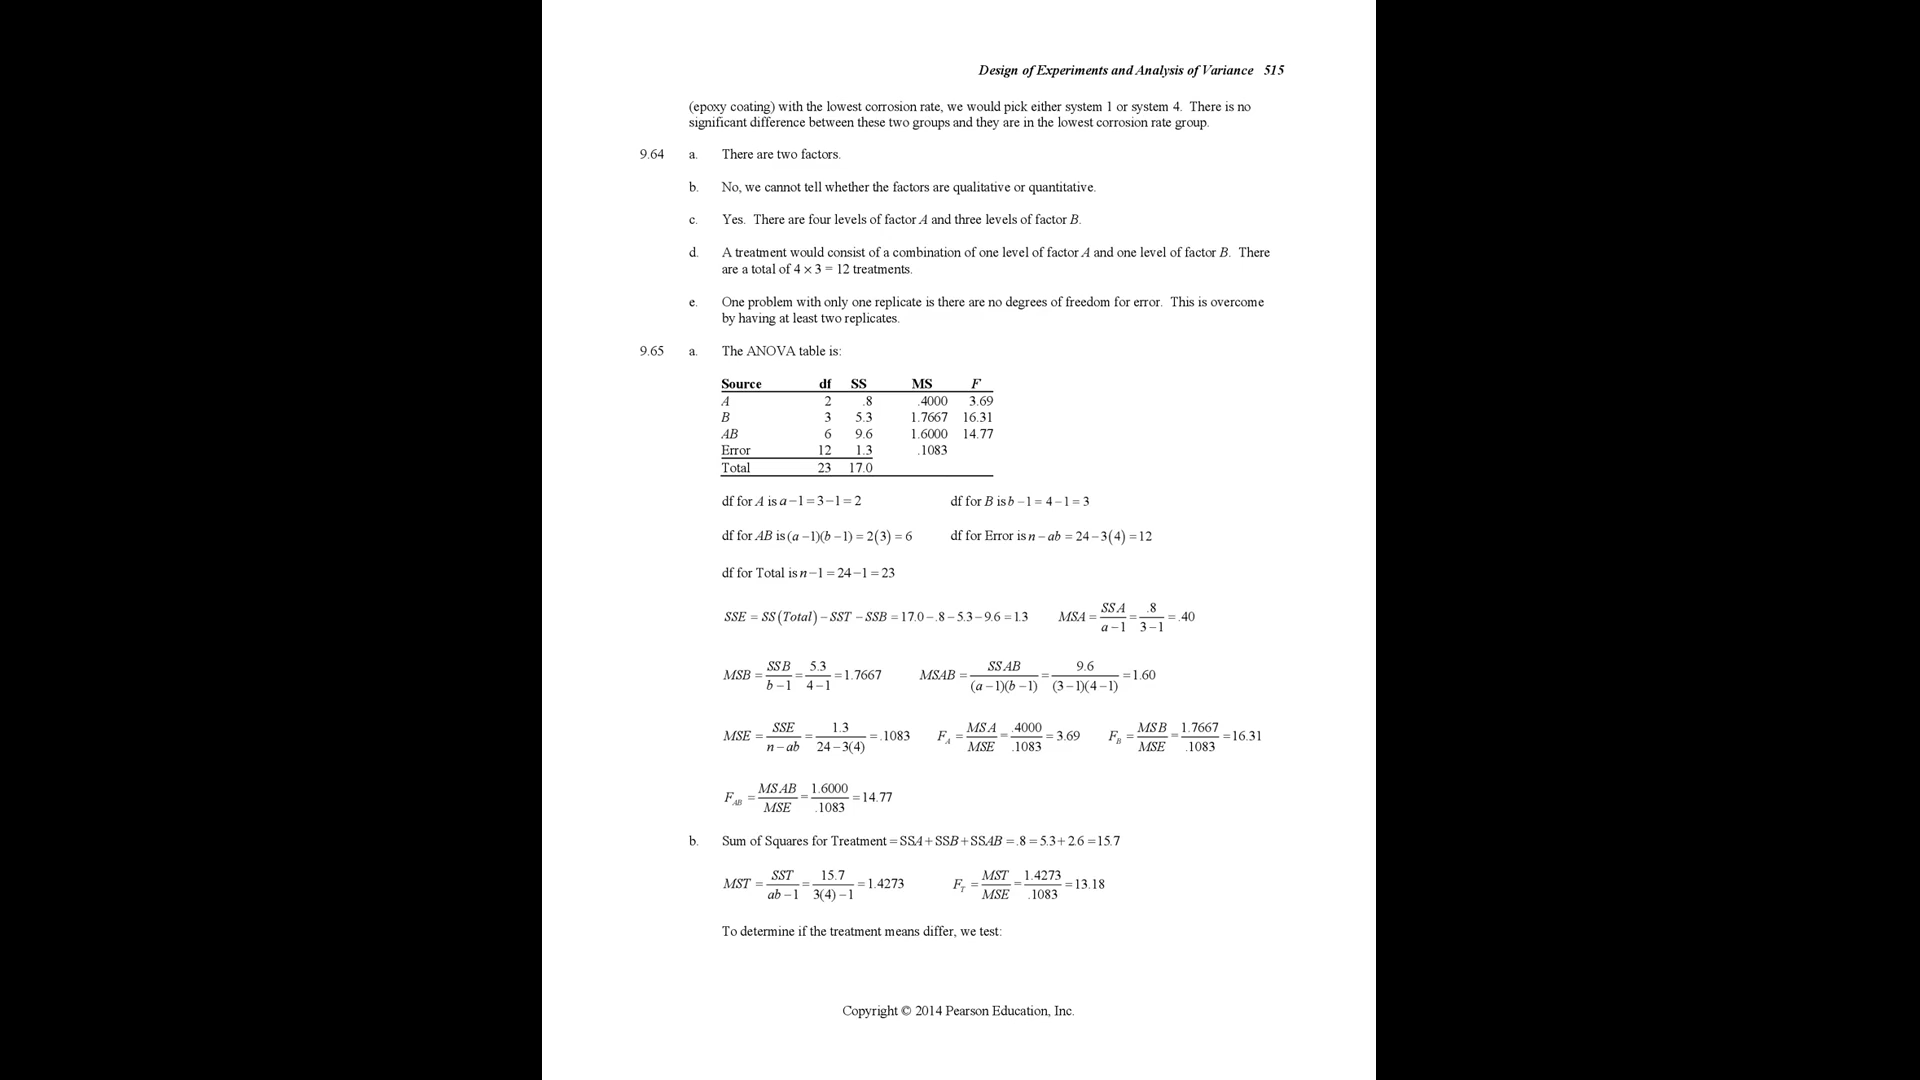 Design of Experiments and Analysis of Variance 515
(epoxy coating) with the lowest corrosion rate, we would pick either system 1 or system 4. There is no
significant difference between these two groups and they are in the lowest corrosion rate group.
9.64 a. There are two factors.
b. No, we cannot tell whether the factors are qualitative or quantitative.
c. Yes. There are four levels of factor A and three levels of factor B.
d. A treatment would consist of a combination of one level of factor A and one level of factor B. There
are a total of 4 × 3 = 12 treatments.
e. One problem with only one replicate is there are no degrees of freedom for error. This is overcome
by having at least two replicates.
9.65 a. The ANOVA table is:
Source df SS MS F
A 2 .8 .4000 3.69
B 3 5.3 1.7667 16.31
AB 6 9.6 1.6000 14.77
Error 12 1.3 .1083
Total 23 17.0
df for A is a−1=3−1=2 df for B is b−1=4−1=3
df for AB is (a−1)(b−1)=2(3)=6 df for Error is n−ab=24−3(4)=12
df for Total is n−1=24−1=23
SSE = SS(Total)−SST−SSB=17.0−.8−5.3−9.6=1.3 MSA = SSA/a−1 = .8/3−1 = .40
MSB = SSB/b−1 = 5.3/4−1 = 1.7667 MSAB = SSAB/(a−1)(b−1) = 9.6/(3−1)(4−1) = 1.60
MSE = SSE/n−ab = 1.3/24−3(4) = .1083 F_A = MSA/MSE = .4000/.1083 = 3.69 F_B = MSB/MSE = 1.7667/.1083 = 16.31
F_AB = MSAB/MSE = 1.6000/.1083 = 14.77
b. Sum of Squares for Treatment = SSA+SSB+SSAB = .8=5.3+2.6=15.7
MST = SST/ab−1 = 15.7/3(4)−1 = 1.4273 F_T = MST/MSE = 1.4273/.1083 = 13.18
To determine if the treatment means differ, we test:
Copyright © 2014 Pearson Education, Inc.